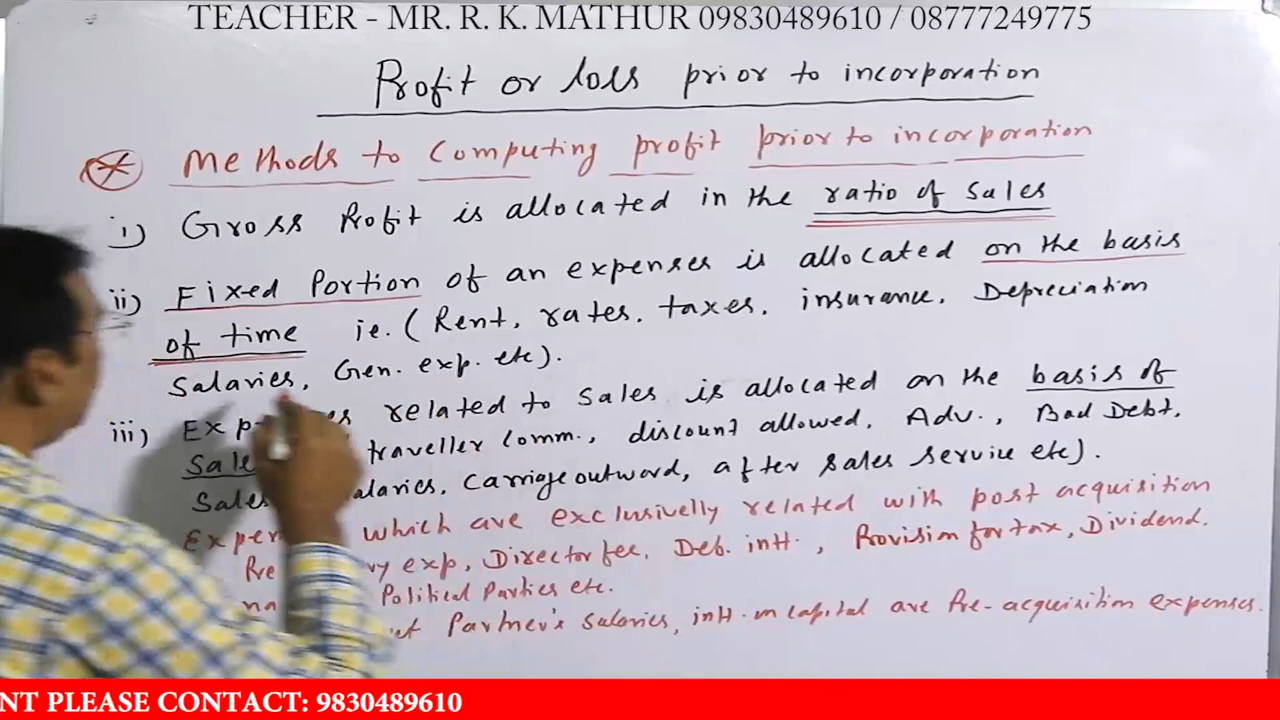 TEACHER - MR. R. K. MATHUR 09830489610 / 08777249775
Profit or loss prior to incorporation
Methods to Computing profit prior to incorporation
i) Gross Profit is allocated in the ratio of sales
ii) Fixed Portion of an expenses is allocated on the basis
of time ie. (Rent, rates, taxes, insurance, Depreciation
Salaries, Gen. exp. etc).
iii) related to sales is allocated on the basis of
traveller Comm., discount allowed, Adv., Bad Debt,
Sales Carriage outward, after sales service etc).
which are exclusivelly related with post acquisition
exp, Director fee, Deb. intt., Provision for tax, Dividend.
Political Parties etc.
Partner's salaries, intt. on capital are Pre-acquisition expenses.
NT PLEASE CONTACT: 9830489610